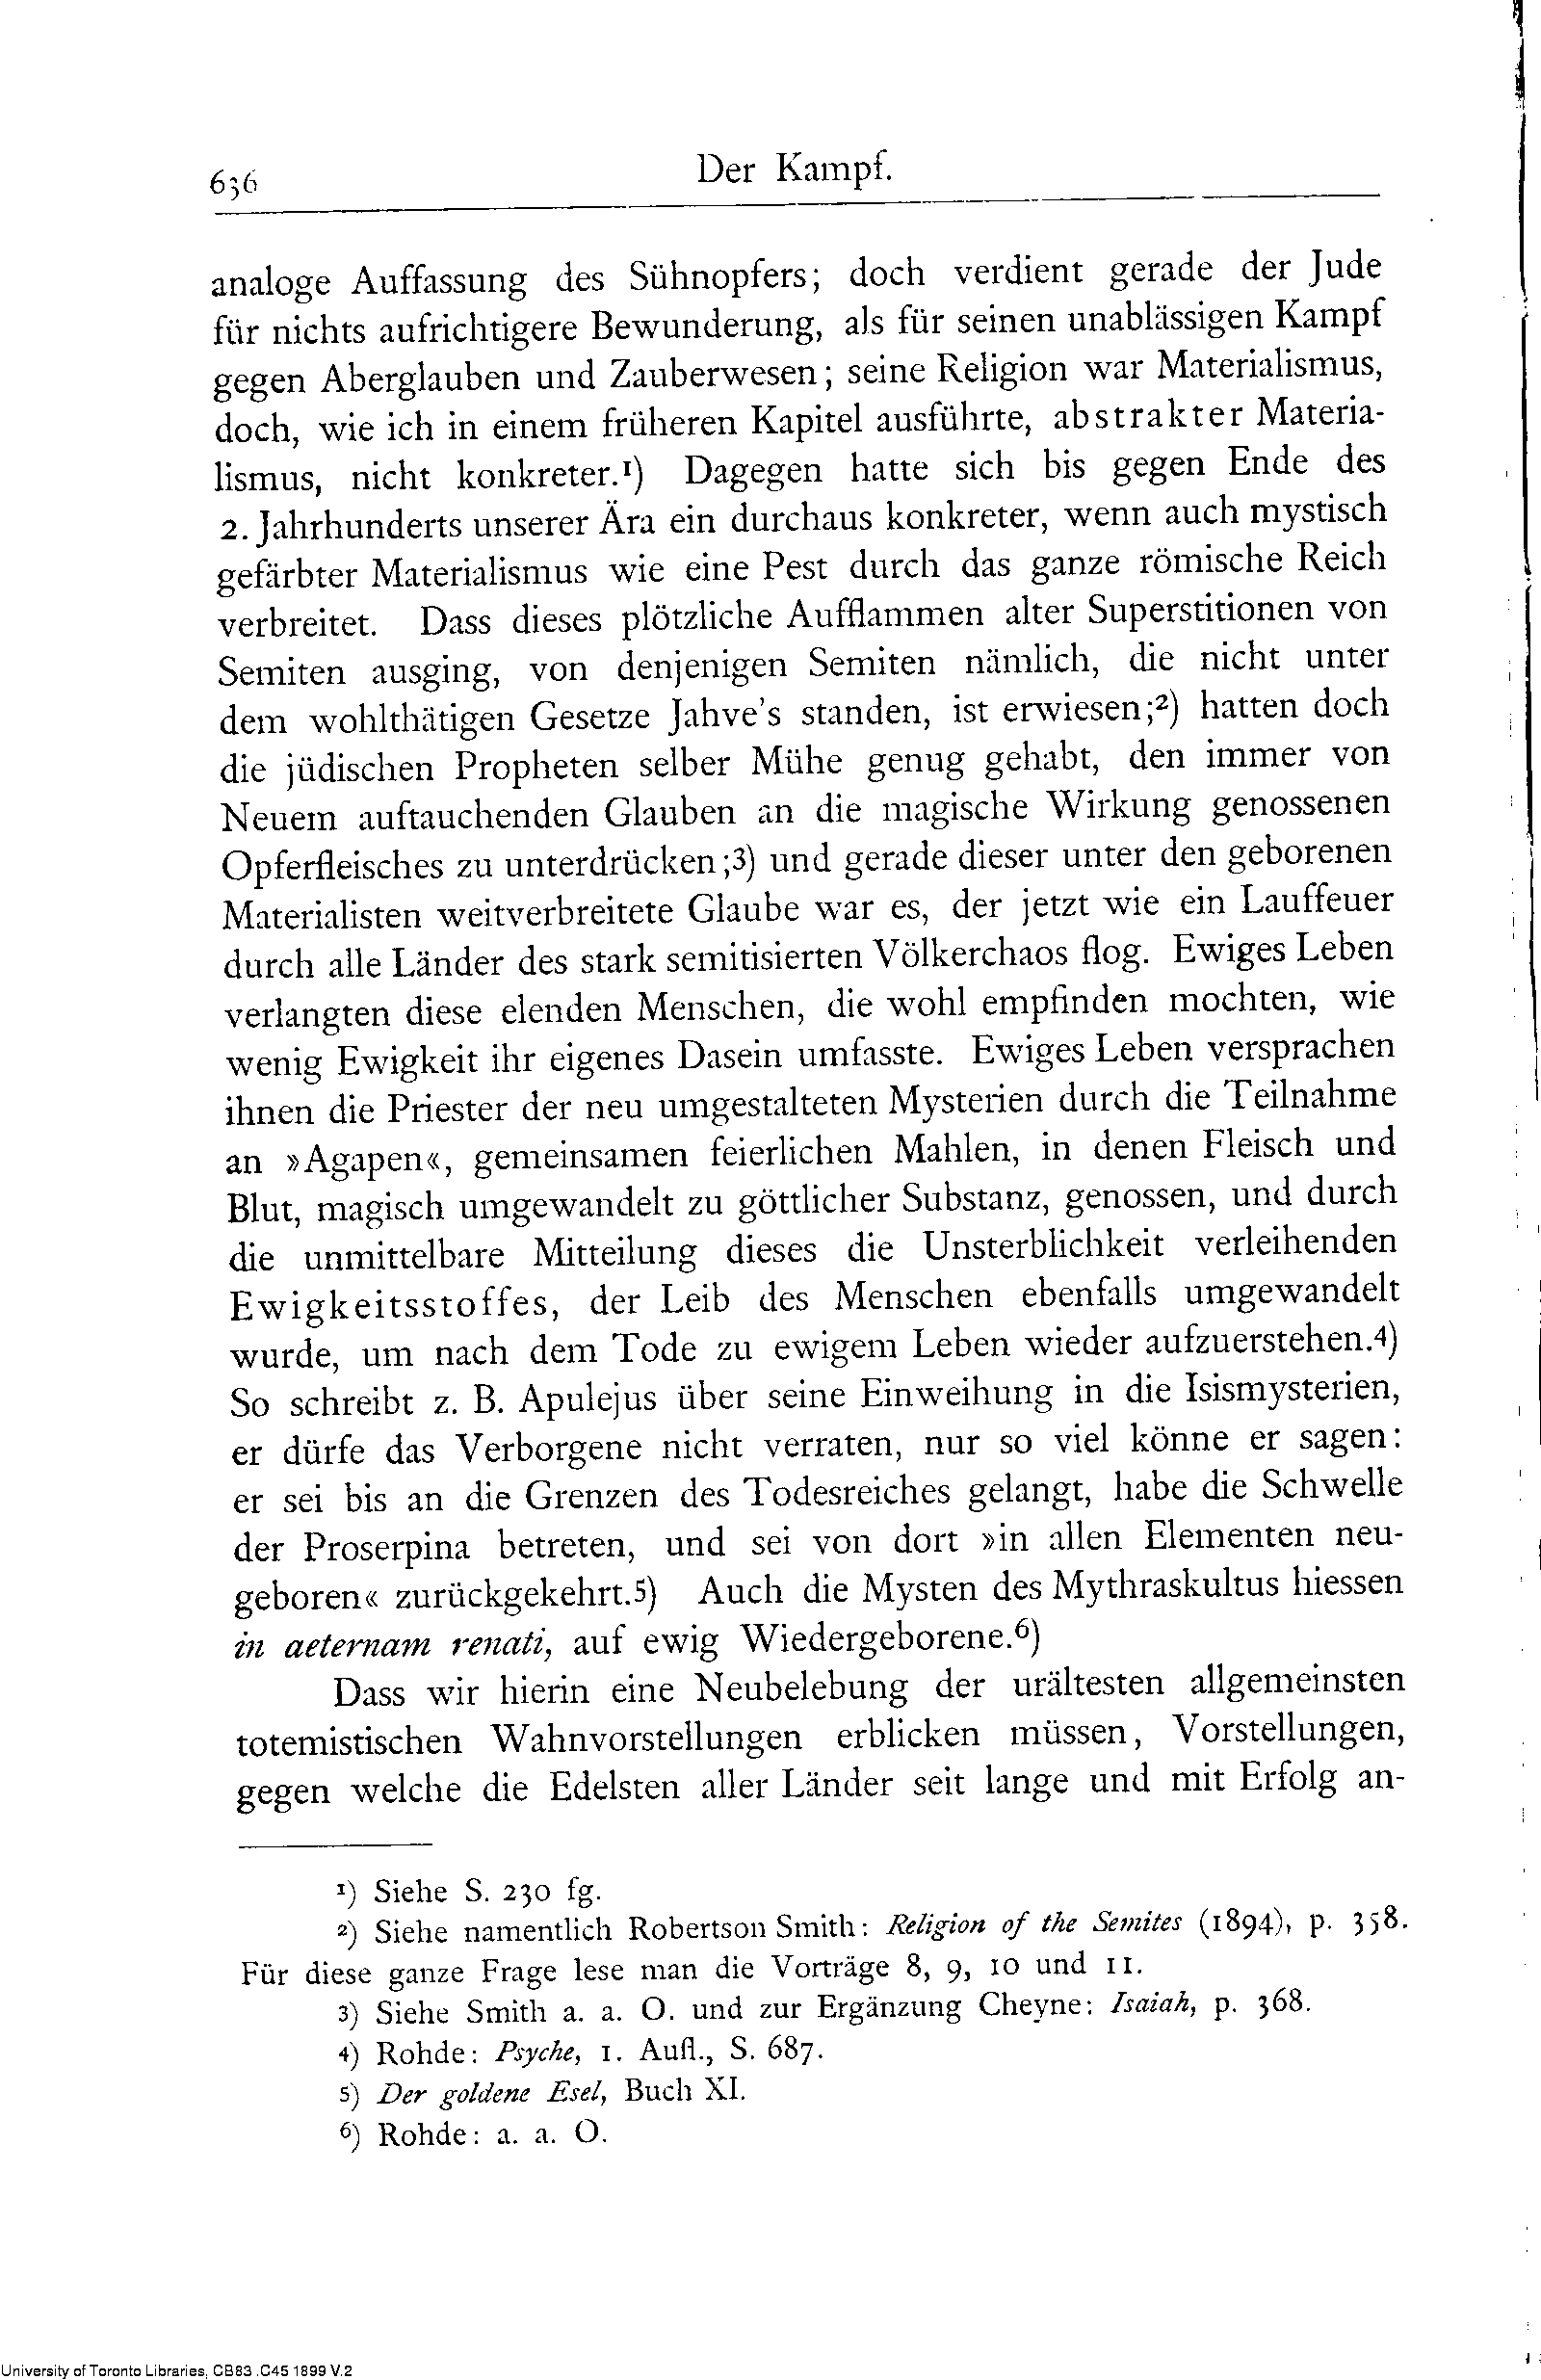 636
Der Kampf.
analoge Auffassung des Sühnopfers; doch verdient gerade der Jude
für nichts aufrichtigere Bewunderung, als für seinen unablässigen Kampf
gegen Aberglauben und Zauberwesen; seine Religion war Materialismus,
doch, wie ich in einem früheren Kapitel ausführte, abstrakter Materia-
lismus, nicht konkreter.¹) Dagegen hatte sich bis gegen Ende des
2. Jahrhunderts unserer Ära ein durchaus konkreter, wenn auch mystisch
gefärbter Materialismus wie eine Pest durch das ganze römische Reich
verbreitet. Dass dieses plötzliche Aufflammen alter Superstitionen von
Semiten ausging, von denjenigen Semiten nämlich, die nicht unter
dem wohlthätigen Gesetze Jahve's standen, ist erwiesen;²) hatten doch
die jüdischen Propheten selber Mühe genug gehabt, den immer von
Neuem auftauchenden Glauben an die magische Wirkung genossenen
Opferfleisches zu unterdrücken;³) und gerade dieser unter den geborenen
Materialisten weitverbreitete Glaube war es, der jetzt wie ein Lauffeuer
durch alle Länder des stark semitisierten Völkerchaos flog. Ewiges Leben
verlangten diese elenden Menschen, die wohl empfinden mochten, wie
wenig Ewigkeit ihr eigenes Dasein umfasste. Ewiges Leben versprachen
ihnen die Priester der neu umgestalteten Mysterien durch die Teilnahme
an »Agapen«, gemeinsamen feierlichen Mahlen, in denen Fleisch und
Blut, magisch umgewandelt zu göttlicher Substanz, genossen, und durch
die unmittelbare Mitteilung dieses die Unsterblichkeit verleihenden
Ewigkeitsstoffes, der Leib des Menschen ebenfalls umgewandelt
wurde, um nach dem Tode zu ewigem Leben wieder aufzuerstehen.⁴)
So schreibt z. B. Apulejus über seine Einweihung in die Isismysterien,
er dürfe das Verborgene nicht verraten, nur so viel könne er sagen:
er sei bis an die Grenzen des Todesreiches gelangt, habe die Schwelle
der Proserpina betreten, und sei von dort »in allen Elementen neu-
geboren« zurückgekehrt.⁵) Auch die Mysten des Mythraskultus hiessen
in aeternam renati, auf ewig Wiedergeborene.⁶)
Dass wir hierin eine Neubelebung der urältesten allgemeinsten
totemistischen Wahnvorstellungen erblicken müssen, Vorstellungen,
gegen welche die Edelsten aller Länder seit lange und mit Erfolg an-
¹) Siehe S. 230 fg.
²) Siehe namentlich Robertson Smith: Religion of the Semites (1894), p. 358.
Für diese ganze Frage lese man die Vorträge 8, 9, 10 und 11.
³) Siehe Smith a. a. O. und zur Ergänzung Cheyne: Isaiah, p. 368.
⁴) Rohde: Psyche, 1. Aufl., S. 687.
⁵) Der goldene Esel, Buch XI.
⁶) Rohde: a. a. O.
University of Toronto Libraries, CB83 .C45 1899 V.2